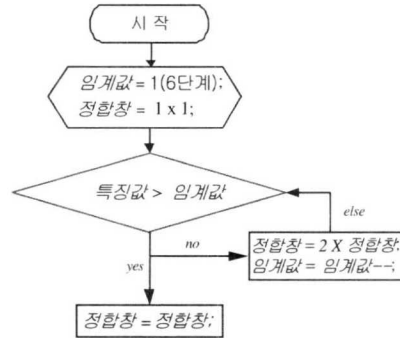 시 작
임계값 = 1(6단계);
정합창 = 1 x 1;
특징값 > 임계값
else
no
yes
정합창 = 2 X 정합창;
임계값 = 임계값--;
정합창 = 정합창;